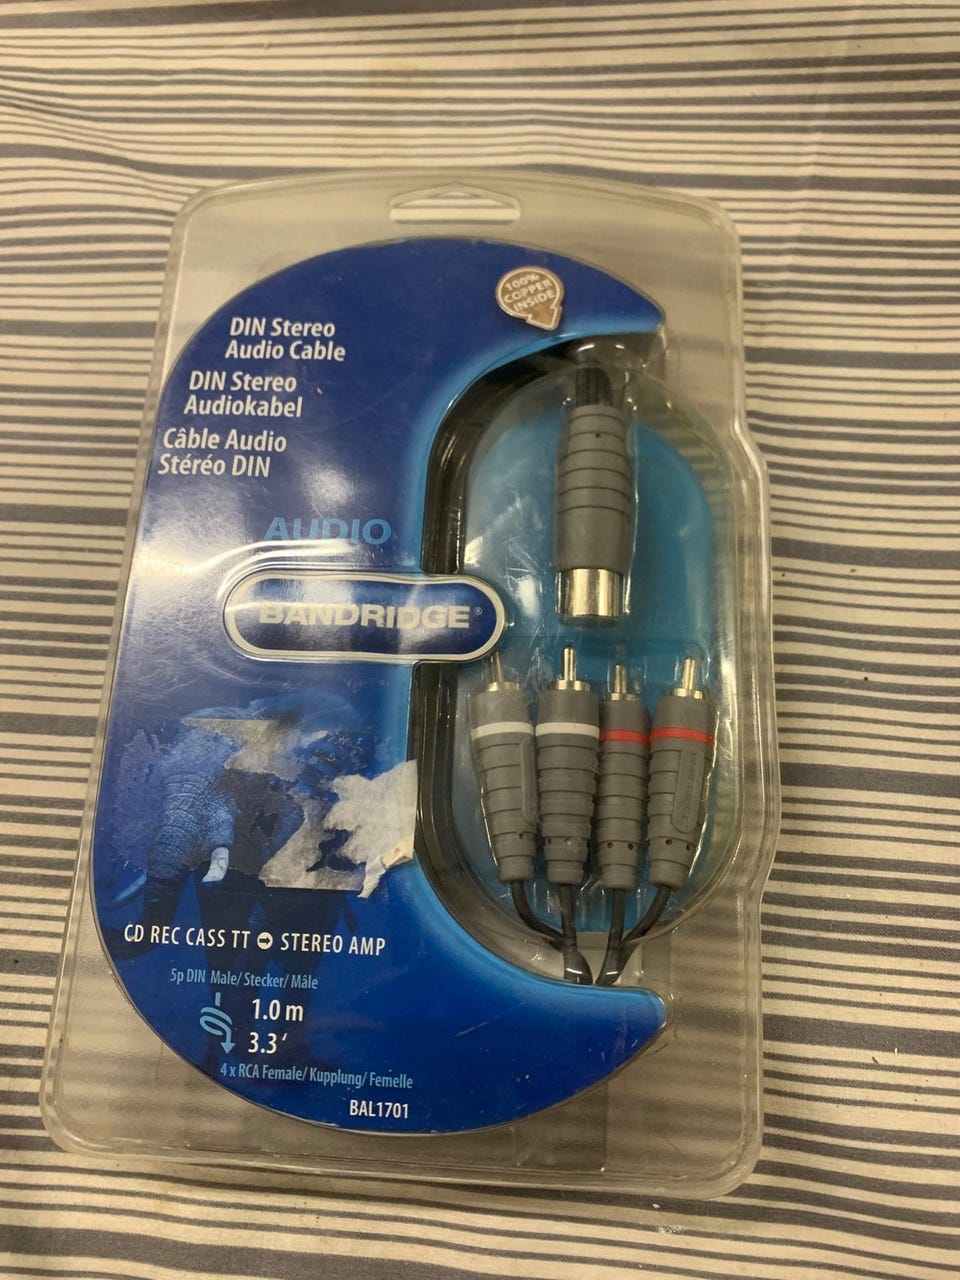 100%
COPPER
INSIDE
DIN Stereo
Audio Cable
DIN Stereo
Audiokabel
Câble Audio
Stéréo DIN
AUDIO
BANDRIDGE®
CD REC CASS TT ➲ STEREO AMP
5p DIN Male/ Stecker/ Mâle
1.0 m
3.3‘
4 x RCA Female/ Kupplung/ Femelle
BAL1701